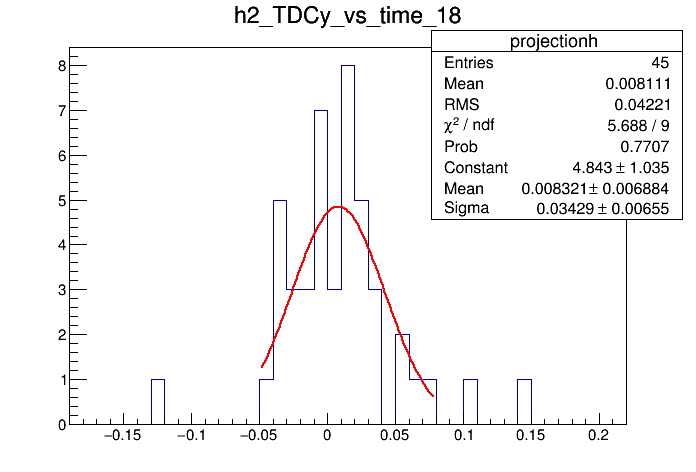 h2_TDCy_vs_time_18
projectionh
Entries 45
Mean 0.008111
RMS 0.04221
χ² / ndf 5.688 / 9
Prob 0.7707
Constant 4.843 ± 1.035
Mean 0.008321 ± 0.006884
Sigma 0.03429 ± 0.00655
8
7
6
5
4
3
2
1
0
−0.15 −0.1 −0.05 0 0.05 0.1 0.15 0.2